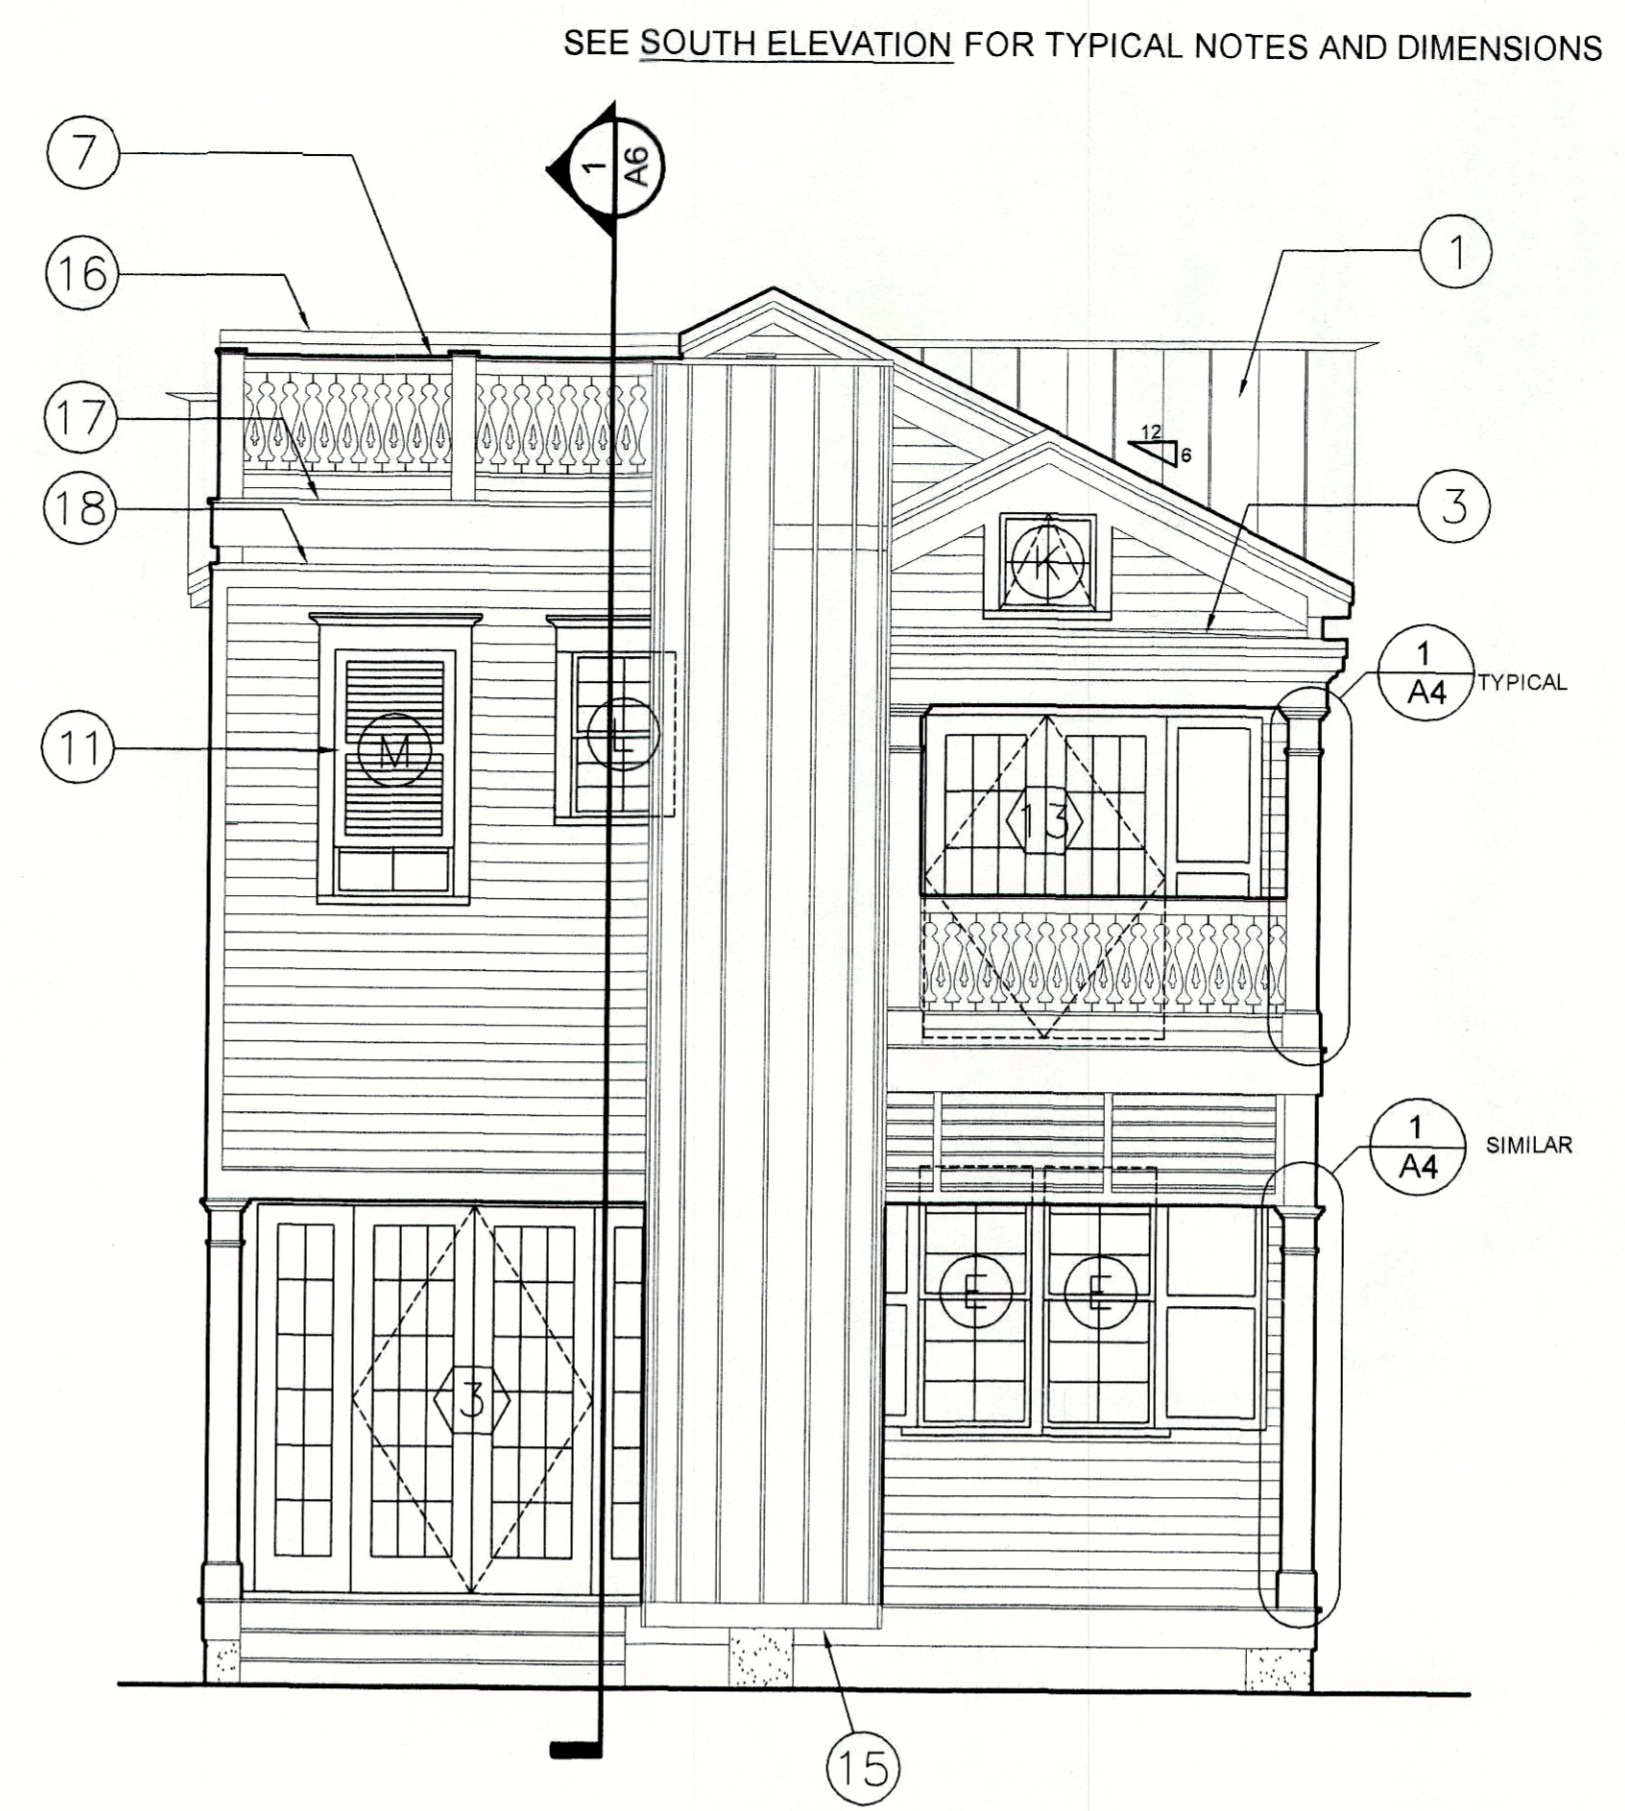 SEE SOUTH ELEVATION FOR TYPICAL NOTES AND DIMENSIONS
7
1
A6
16
1
17
12
6
18
3
K
1
A4
TYPICAL
11
M
L
13
1
A4
SIMILAR
E
E
3
15